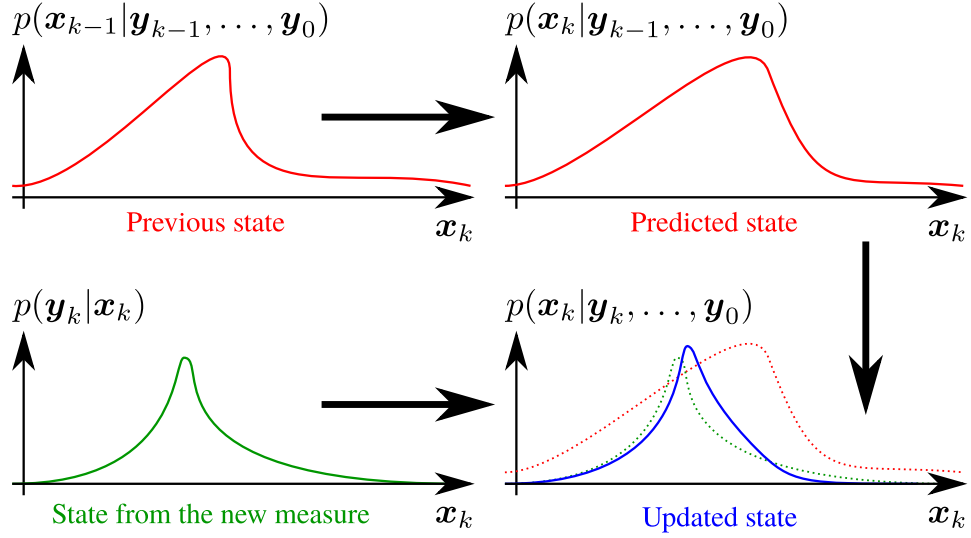 p(x_{k−1}|y_{k−1}, …, y_0)
Previous state
x_k
p(x_k|y_{k−1}, …, y_0)
Predicted state
x_k
p(y_k|x_k)
State from the new measure
x_k
p(x_k|y_k, …, y_0)
Updated state
x_k